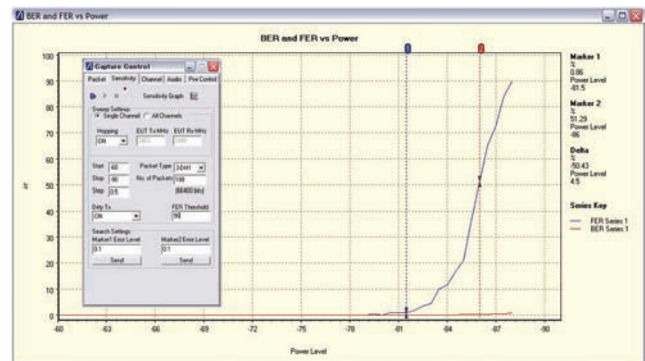 BER and FER vs Power
BER and FER vs Power
100
90
80
70
60
50
40
30
20
10
0
%
-60
-63
-66
-69
-72
-75
-78
-81
-84
-87
-90
Power Level
Marker 1
%
0.86
Power Level
-81.5
Marker 2
%
51.29
Power Level
-86
Delta
%
-50.43
Power Level
4.5
Series Key
FER Series 1
BER Series 1
Capture Control
Packet Sensitivity Channel Audio Pwr Control
Sensitivity Graph
Sweep Settings
Single Channel All Channels
Hopping EUT Tx MHz EUT Rx MHz
ON
Start -60 Packet Type
Stop -90 No. of Packets 100
Step 0.5
Dirty Tx FER Threshold
ON 90
Search Settings
Marker1 Error Level Marker2 Error Level
0.1 0.1
Send Send